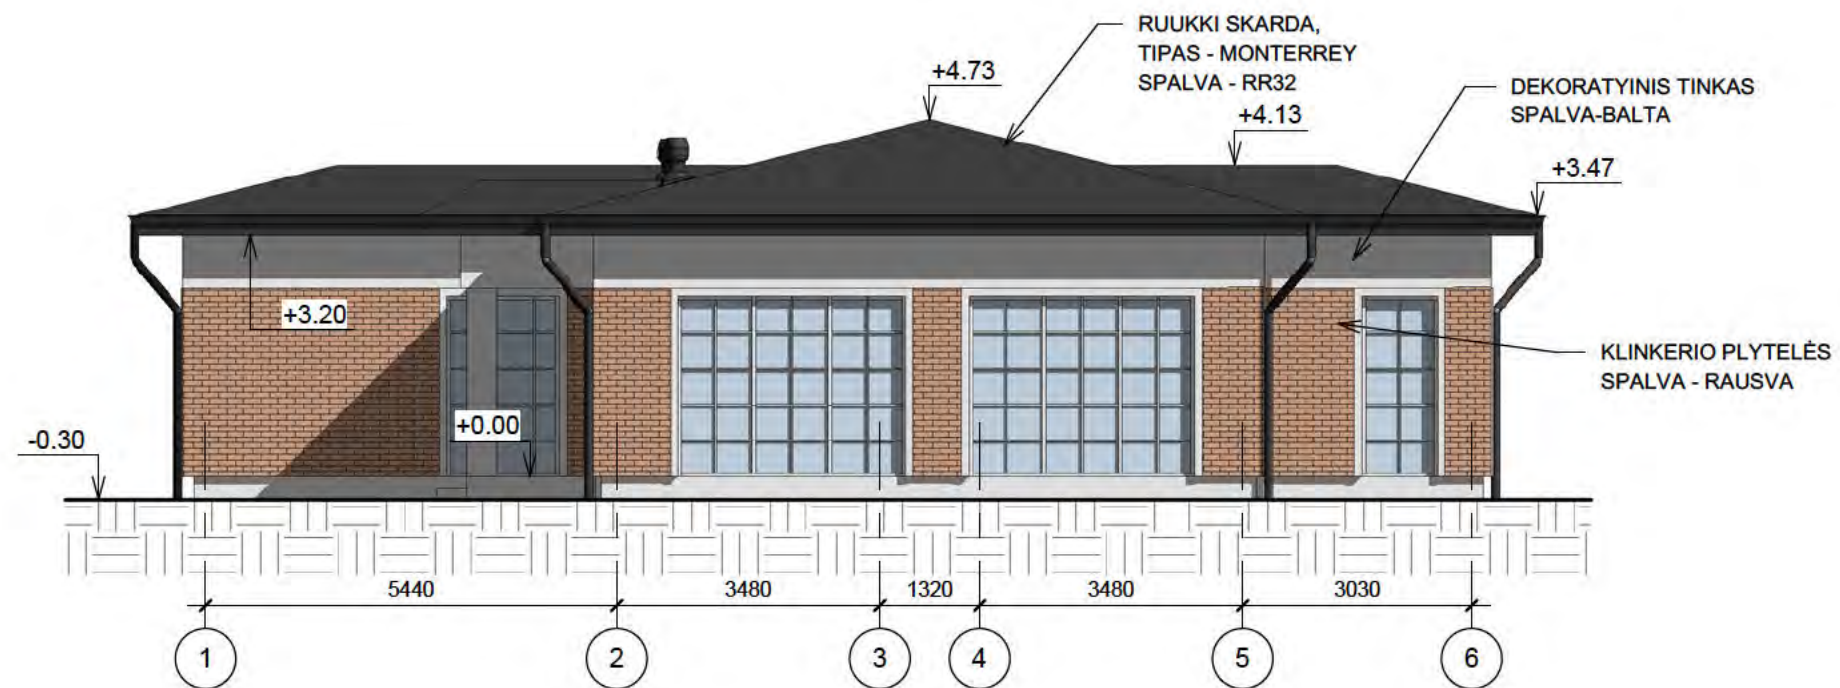 RUUKKI SKARDA,
TIPAS - MONTERREY
SPALVA - RR32
+4.73
DEKORATYINIS TINKAS
SPALVA-BALTA
+4.13
+3.47
+3.20
KLINKERIO PLYTELĖS
SPALVA - RAUSVA
+0.00
-0.30
5440 3480 1320 3480 3030
1 2 3 4 5 6